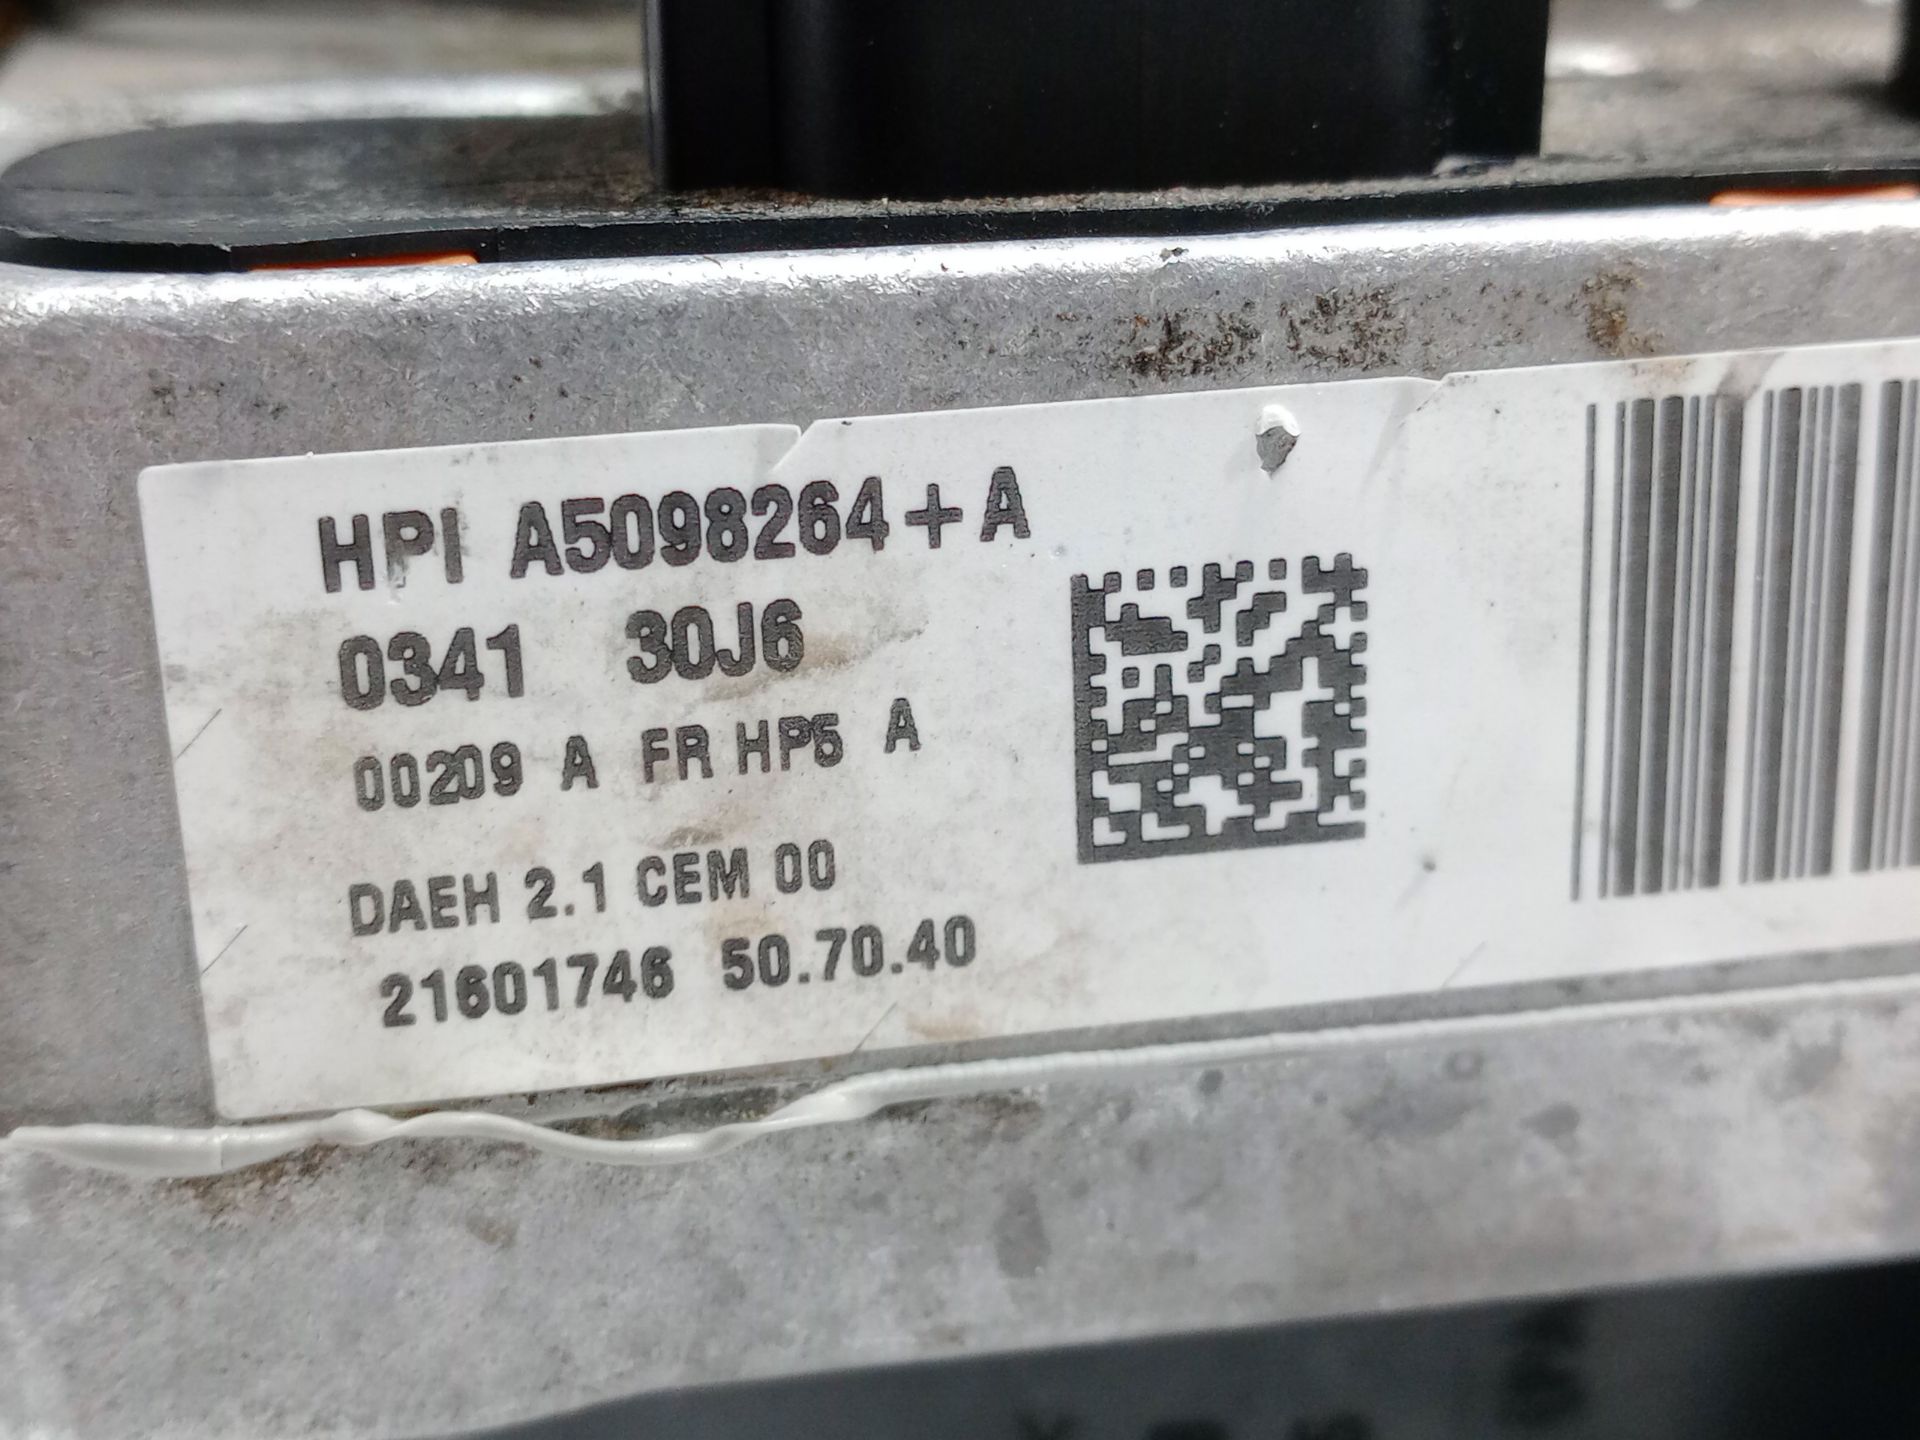 HPI A5098264+A
0341 30J6
00209 A FR HP5 A
DAEH 2.1 CEM 00
21601746 50.70.40